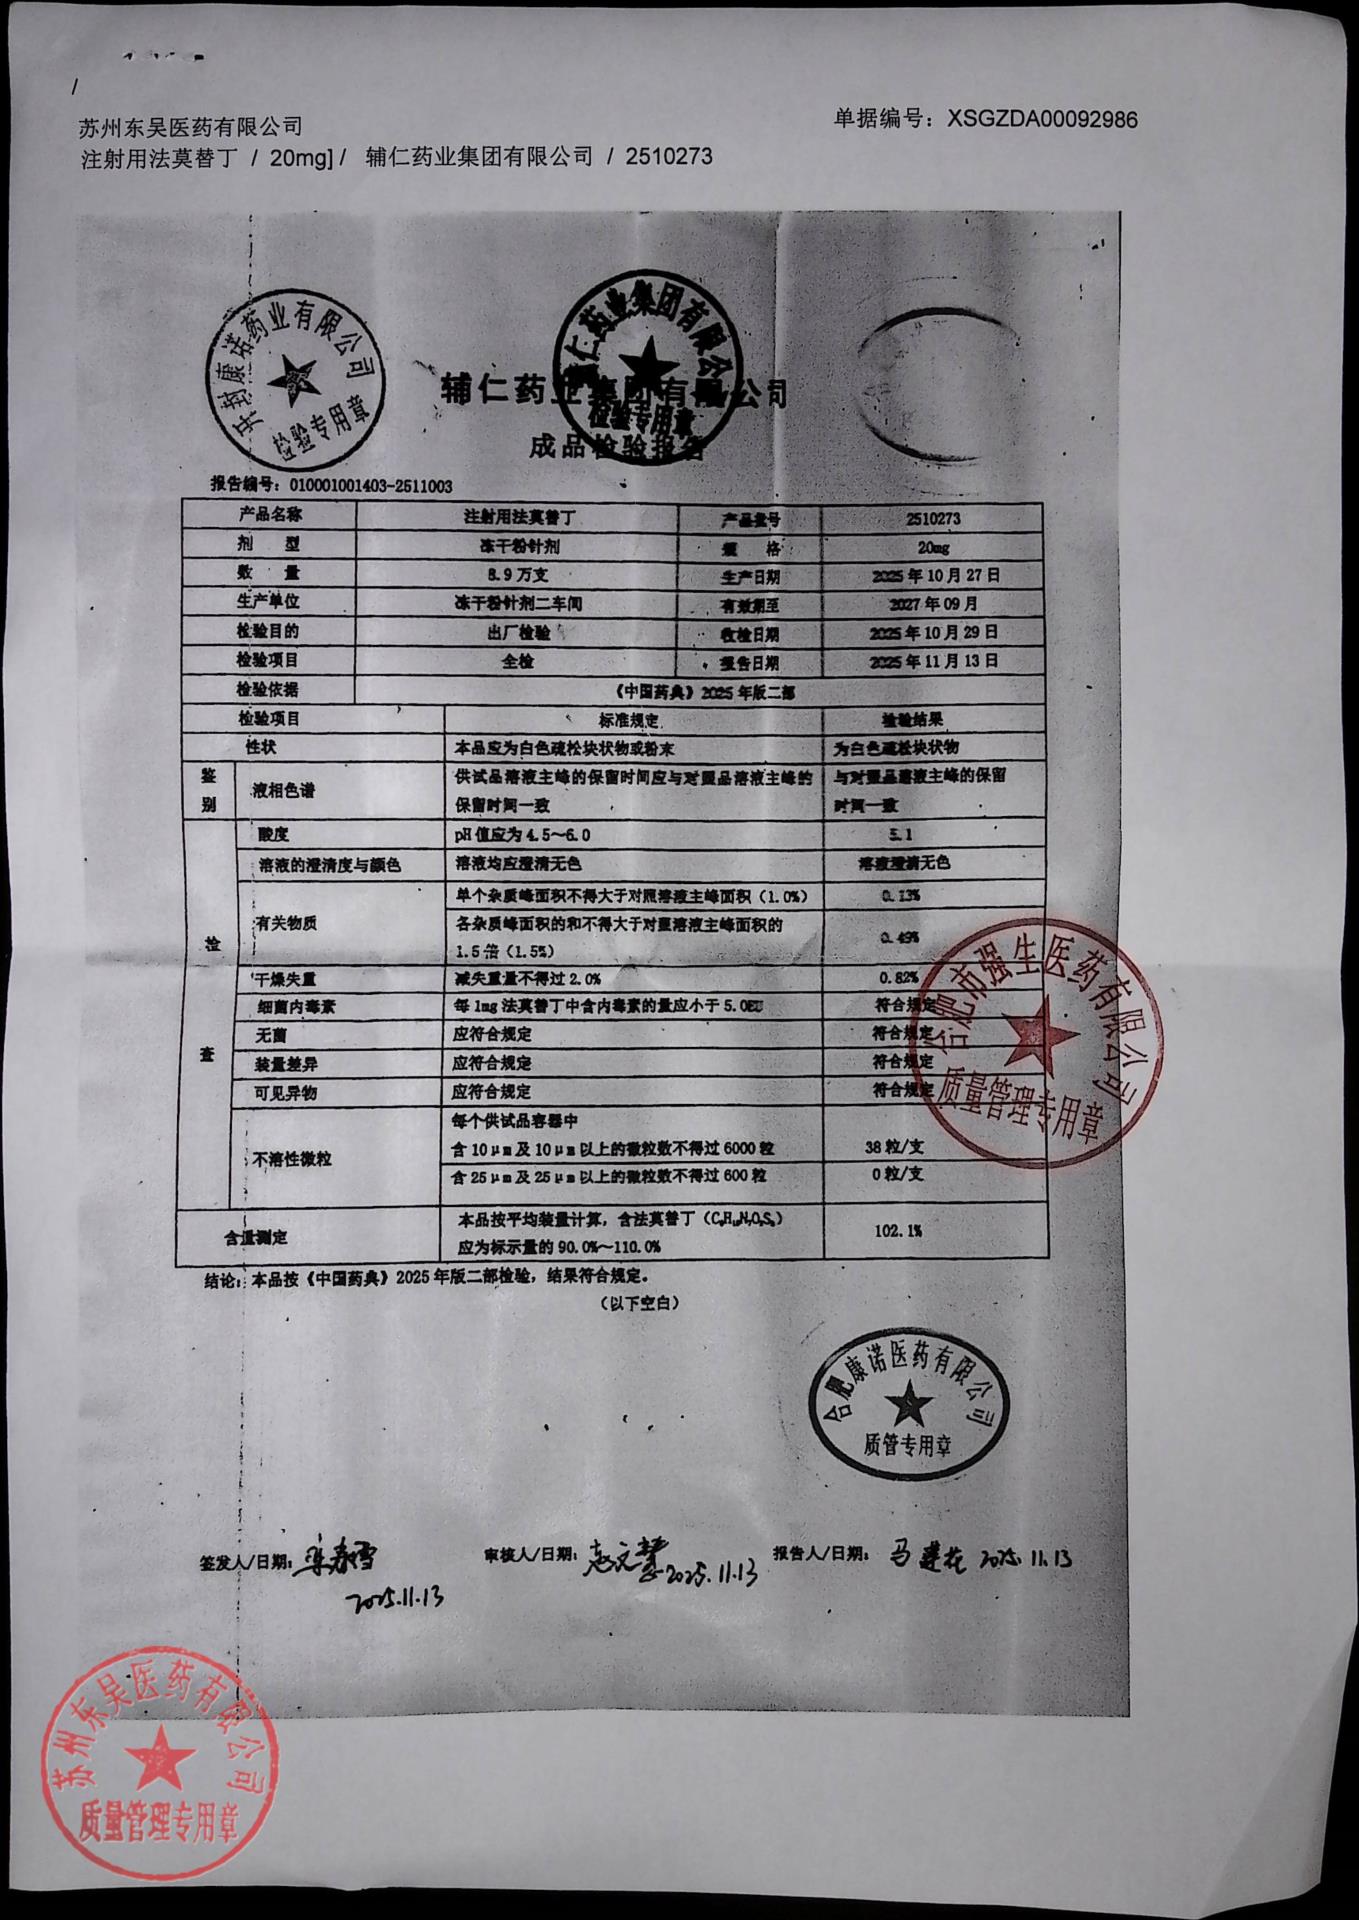 /
苏州东吴医药有限公司
单据编号：XSGZDA00092986
注射用法莫替丁 / 20mg] / 辅仁药业集团有限公司 / 2510273
开封康诺药业有限公司
检验专用章
辅仁药业集团有限公司
检验专用章
辅仁药业集团有限公司
成品检验报告
报告编号：010001001403-2511003
产品名称 注射用法莫替丁 产品批号 2510273
剂 型 冻干粉针剂 规 格 20mg
数 量 8.9万支 生产日期 2025年10月27日
生产单位 冻干粉针剂二车间 有效期至 2027年09月
检验目的 出厂检验 收检日期 2025年10月29日
检验项目 全检 报告日期 2025年11月13日
检验依据 《中国药典》2025年版二部
检验项目 标准规定 检验结果
性状 本品应为白色疏松块状物或粉末 为白色疏松块状物
鉴别 液相色谱 供试品溶液主峰的保留时间应与对照品溶液主峰的 与对照品溶液主峰的保留
保留时间一致 时间一致
检查
酸度 pH值应为4.5～6.0 5.1
溶液的澄清度与颜色 溶液均应澄清无色 溶液澄清无色
有关物质 单个杂质峰面积不得大于对照溶液主峰面积（1.0%） 0.13%
各杂质峰面积的和不得大于对照溶液主峰面积的
1.5倍（1.5%） 0.49%
干燥失重 减失重量不得过2.0% 0.82%
细菌内毒素 每1mg法莫替丁中含内毒素的量应小于5.0EU 符合规定
无菌 应符合规定 符合规定
装量差异 应符合规定 符合规定
可见异物 应符合规定 符合规定
不溶性微粒 每个供试品容器中
含10μm及10μm以上的微粒数不得过6000粒 38粒/支
含25μm及25μm以上的微粒数不得过600粒 0粒/支
含量测定 本品按平均装量计算，含法莫替丁
应为标示量的90.0%～110.0% 102.1%
合肥市强生医药有限公司
质量管理专用章
结论：本品按《中国药典》2025年版二部检验，结果符合规定。
（以下空白）
合肥康诺医药有限公司
质管专用章
签发人/日期： 春雪 2025.11.13
审核人/日期：赵文慧 2025.11.13
报告人/日期：马莲花 2025.11.13
苏州东吴医药有限公司
质量管理专用章